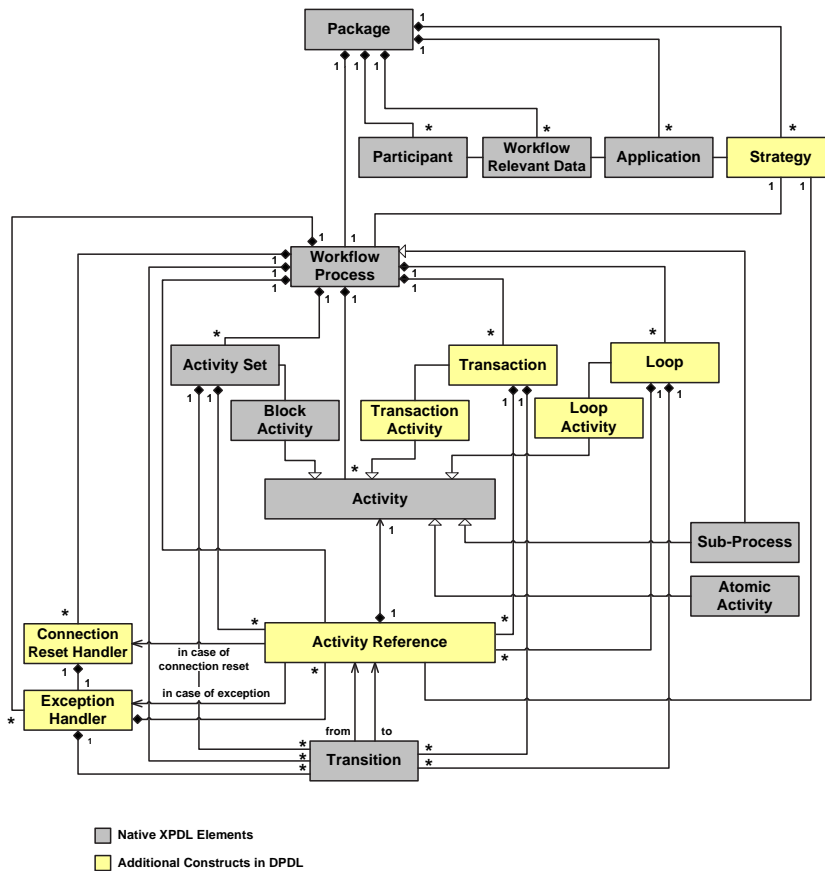 Package
1
1
1
1
1
*
*
*
*
Participant
Workflow
Relevant Data
Application
Strategy
1
1
1
1
Workflow
Process
1
1
1
1
1
1
1
*
*
*
Activity Set
Transaction
Loop
1
1
1
1
1
1
Block
Activity
Transaction
Activity
Loop
Activity
*
Activity
1
Sub-Process
Atomic
Activity
1
*
Connection
Reset Handler
*
Activity Reference
*
*
in case of
connection reset
1
1
*
in case of exception
Exception
Handler
*
1
from
to
*
*
*
Transition
*
*
Native XPDL Elements
Additional Constructs in DPDL